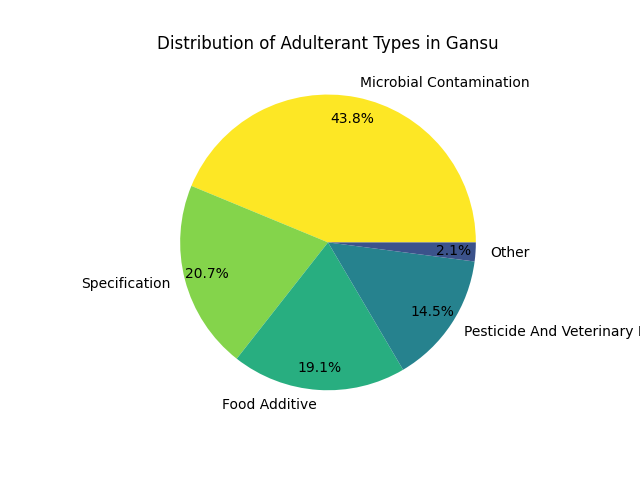 Distribution of Adulterant Types in Gansu
Microbial Contamination
43.8%
Specification
20.7%
Food Additive
19.1%
Pesticide And Veterinary
14.5%
Other
2.1%